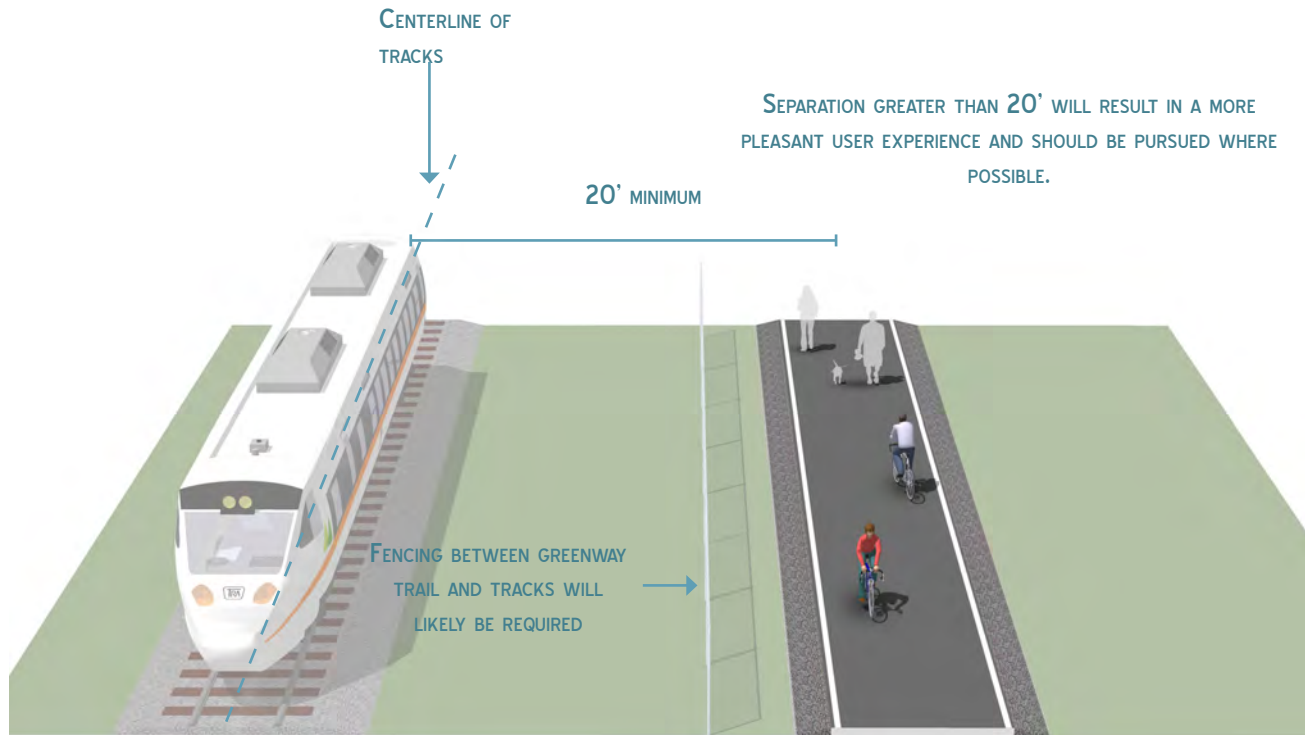 Centerline of
tracks
Separation greater than 20' will result in a more
pleasant user experience and should be pursued where
possible.
20' minimum
Fencing between greenway
trail and tracks will
likely be required